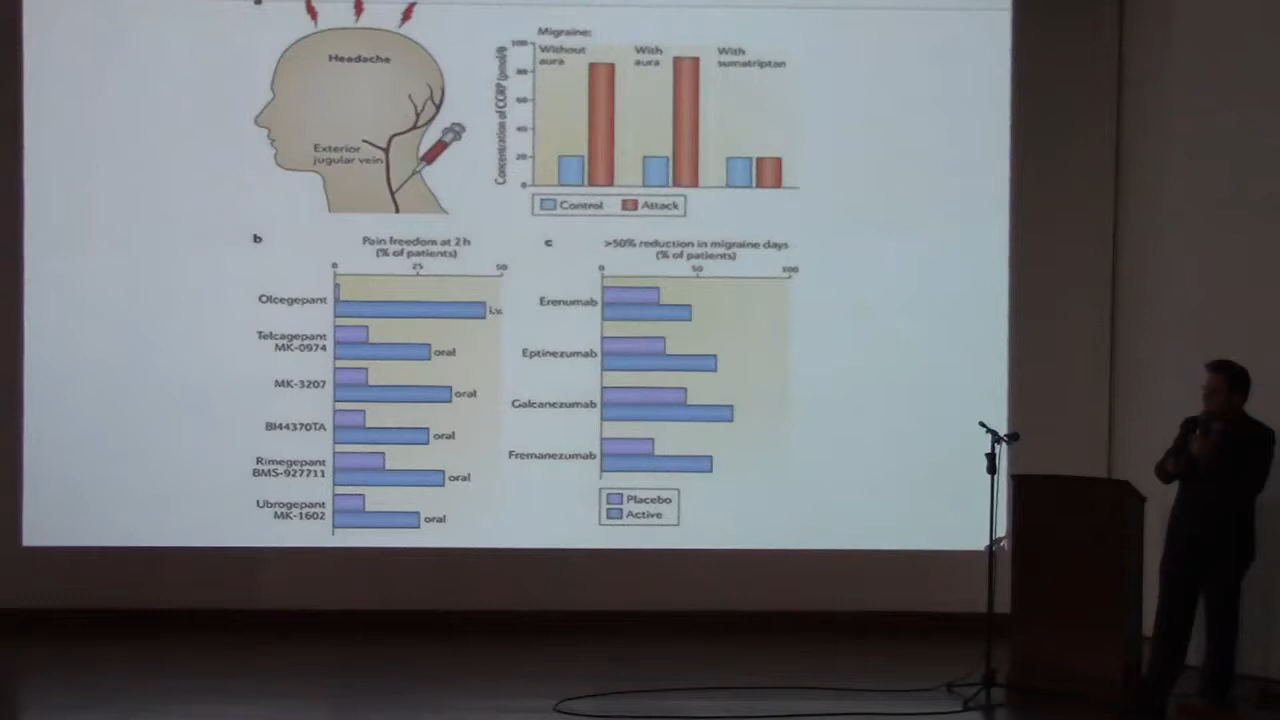 Headache
Exterior
jugular vein
Migraine:
Without
aura
With
aura
With
sumatriptan
Concentration of CGRP (pmol/l)
100
80
60
40
20
0
Control
Attack
b
Pain freedom at 2 h
(% of patients)
0
25
50
Olcegepant
i.v.
Telcagepant
MK-0974
oral
MK-3207
oral
BI44370TA
oral
Rimegepant
BMS-927711
oral
Ubrogepant
MK-1602
oral
c
>50% reduction in migraine days
(% of patients)
0
50
100
Erenumab
Eptinezumab
Galcanezumab
Fremanezumab
Placebo
Active